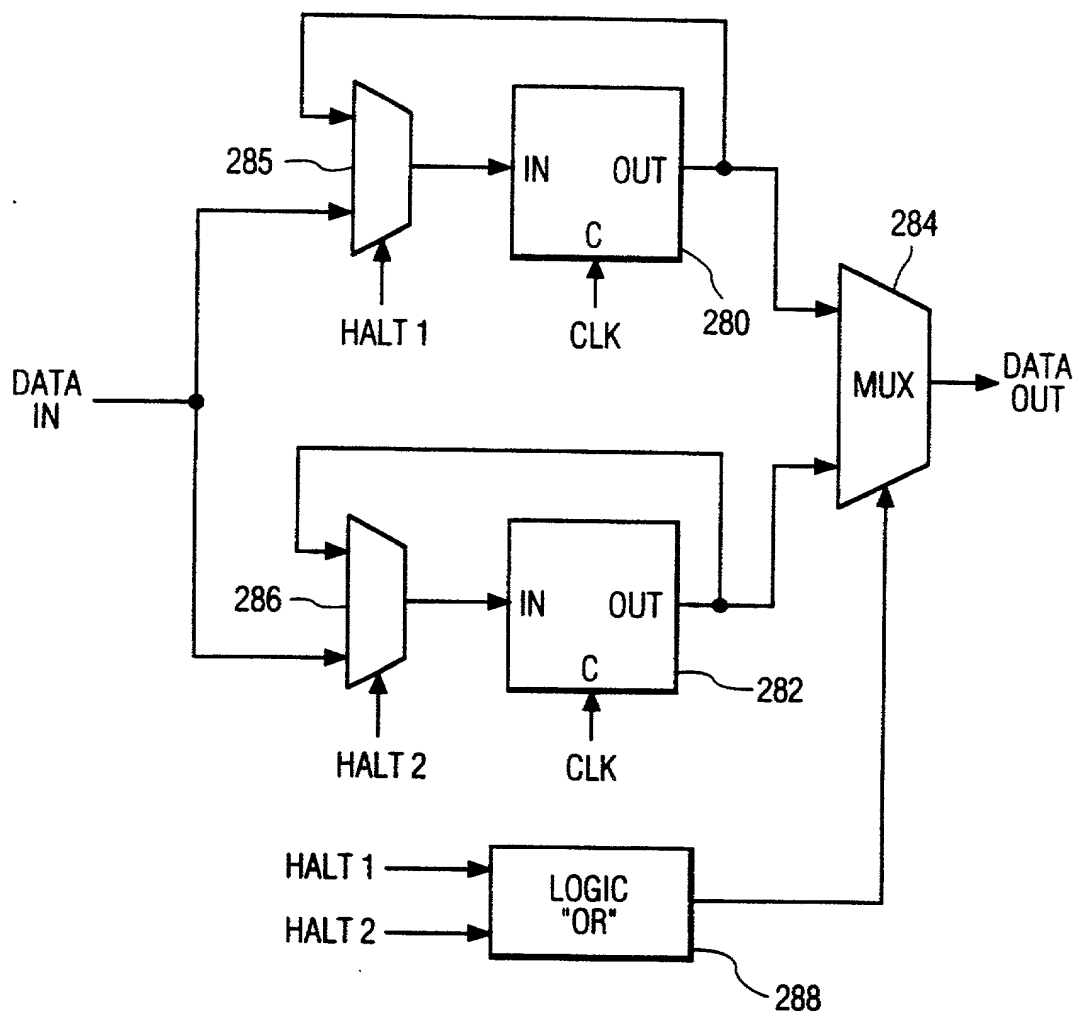 285
IN OUT
C
280
HALT 1
CLK
284
DATA
IN
MUX
DATA
OUT
286
IN OUT
C
282
HALT 2
CLK
HALT 1
HALT 2
LOGIC
"OR"
288